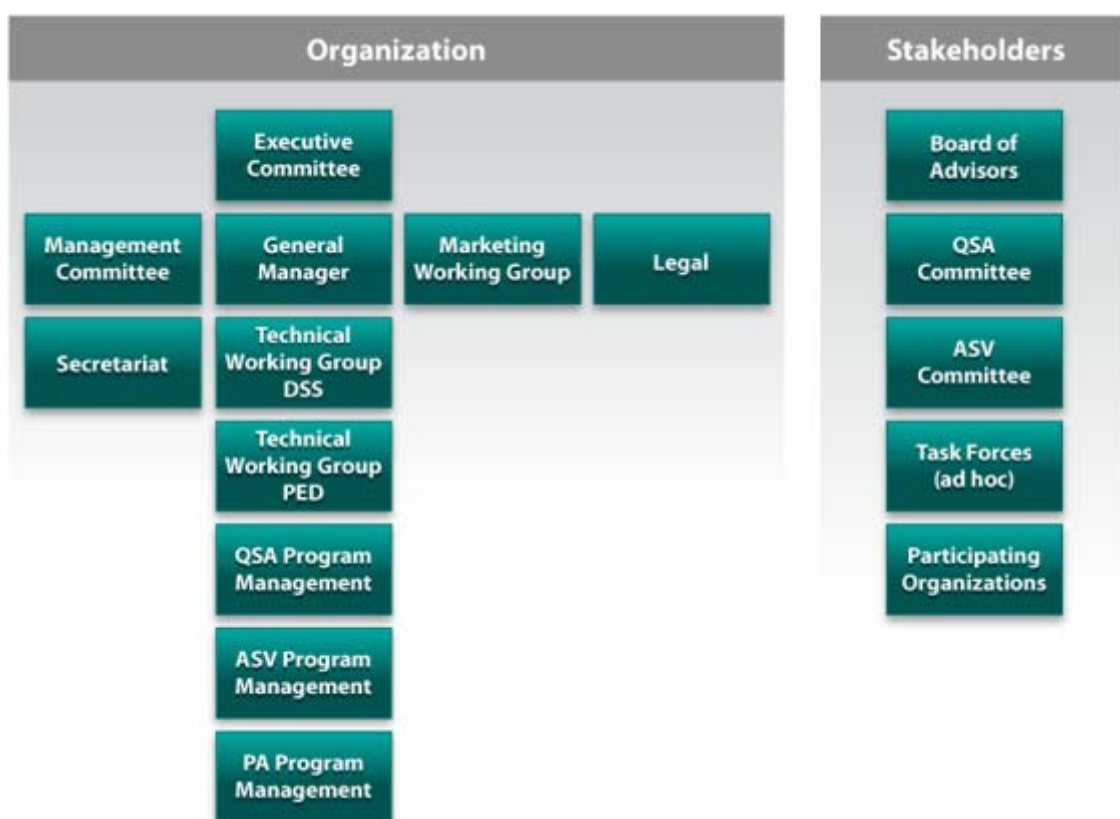 Organization
Executive
Committee
Management
Committee
General
Manager
Marketing
Working Group
Legal
Secretariat
Technical
Working Group
DSS
Technical
Working Group
PED
QSA Program
Management
ASV Program
Management
PA Program
Management
Stakeholders
Board of
Advisors
QSA
Committee
ASV
Committee
Task Forces
(ad hoc)
Participating
Organizations